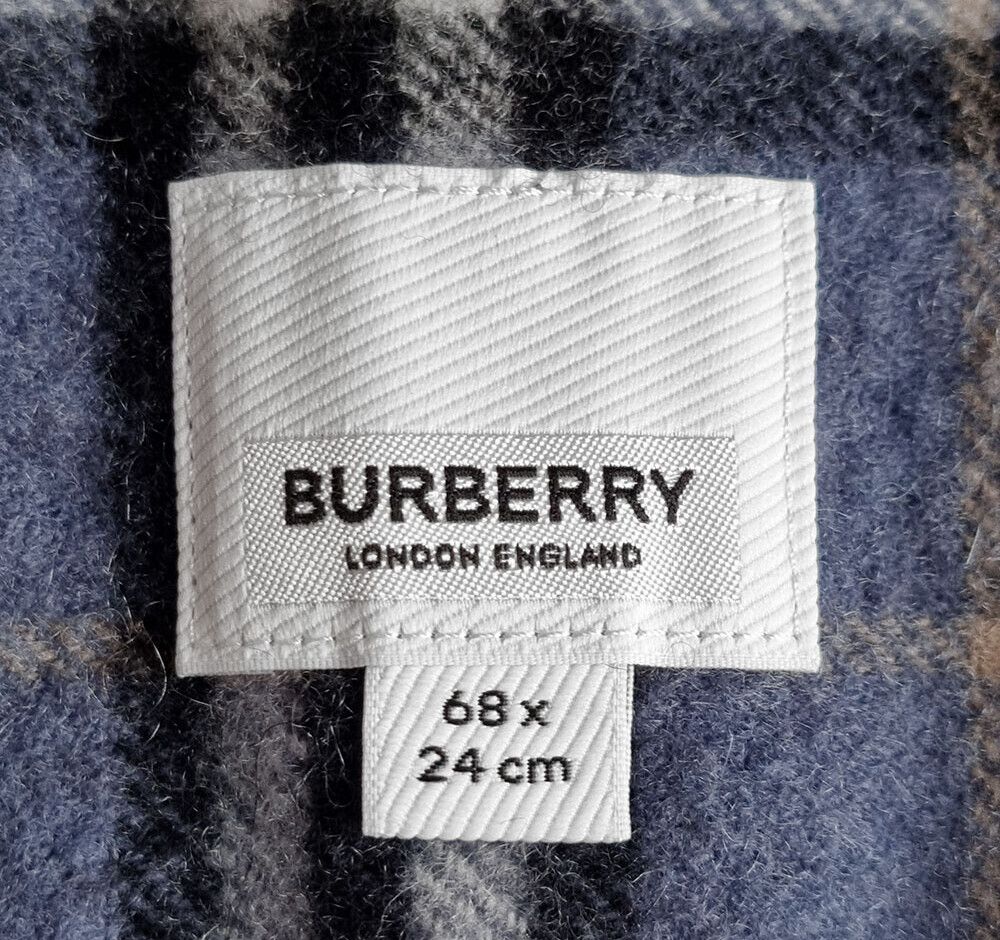 BURBERRY
LONDON ENGLAND
68 x
24 cm